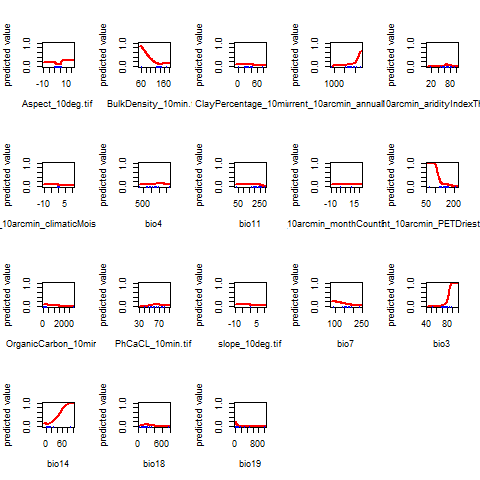 predicted value
0.0 1.0
-10 10
Aspect_10deg.tif
predicted value
0.0 1.0
60 160
BulkDensity_10min.
predicted value
0.0 1.0
0 60
ClayPercentage_10mi
predicted value
0.0 1.0
1000
rrent_10arcmin_annual
predicted value
0.0 1.0
20 80
10arcmin_aridityIndexTh
predicted value
0.0 1.0
-10 5
_10arcmin_climaticMois
predicted value
0.0 1.0
500
bio4
predicted value
0.0 1.0
50 250
bio11
predicted value
0.0 1.0
-10 15
10arcmin_monthCountB
predicted value
0.0 1.0
50 200
nt_10arcmin_PETDriest
predicted value
0.0 1.0
0 2000
OrganicCarbon_10mir
predicted value
0.0 1.0
30 70
PhCaCL_10min.tif
predicted value
0.0 1.0
-10 5
slope_10deg.tif
predicted value
0.0 1.0
100 250
bio7
predicted value
0.0 1.0
40 80
bio3
predicted value
0.0 1.0
0 60
bio14
predicted value
0.0 1.0
0 600
bio18
predicted value
0.0 1.0
0 800
bio19